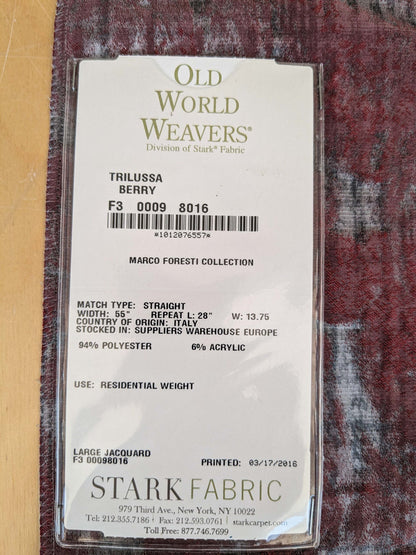 OLD
WORLD
WEAVERS®
Division of Stark® Fabric
TRILUSSA
BERRY
F3 0009 8016
*1012076557*
MARCO FORESTI COLLECTION
MATCH TYPE: STRAIGHT
WIDTH: 55" REPEAT L: 28" W: 13.75
COUNTRY OF ORIGIN: ITALY
STOCKED IN: SUPPLIERS WAREHOUSE EUROPE
94% POLYESTER 6% ACRYLIC
USE: RESIDENTIAL WEIGHT
LARGE JACQUARD
F3 00098016 PRINTED: 03/17/2016
STARK® FABRIC
979 Third Ave., New York, NY 10022
Tel: 212.355.7186 | Fax: 212.593.0761 | starkcarpet.com
Toll Free: 877.746.7699